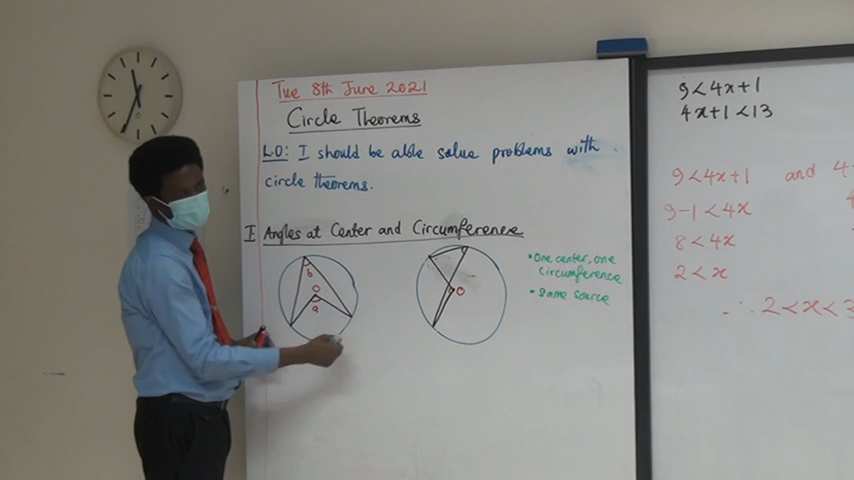 Tue 8th June 2021
Circle Theorems
L.O: I should be able solve problems with
circle theorems.
I Angles at Center and Circumference
b
O
a
O
• One center, one
circumference
• Same source
9<4x+1
4x+1<13
9<4x+1 and 4
9-1<4x
8<4x
2<x
∴ 2<x<3